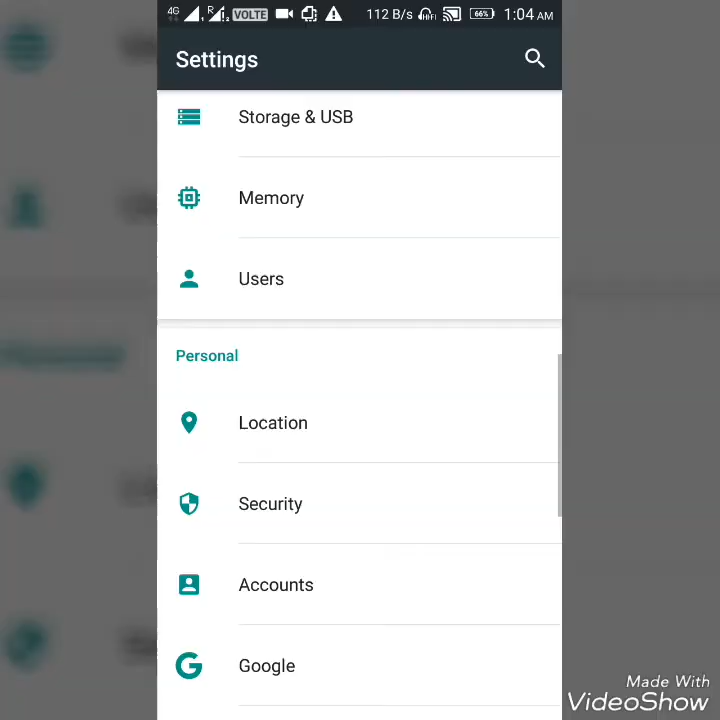 4G R VOLTE 112 B/s HIFI 66% 1:04 AM
Settings
Storage & USB
Memory
Users
Personal
Location
Security
Accounts
Google
Made With
VideoShow